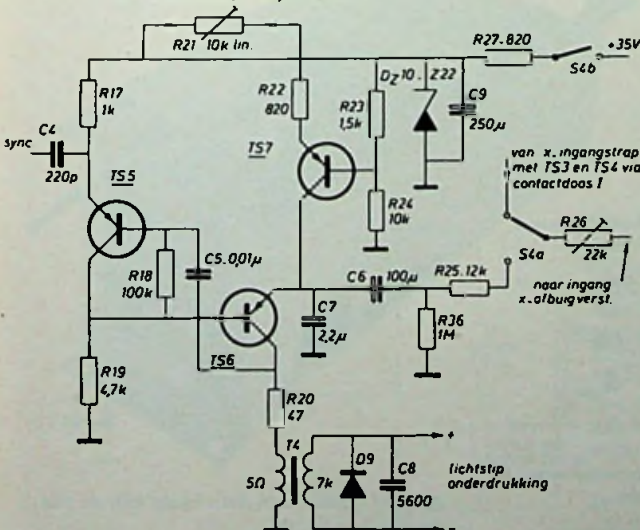 R21 10k lin.
R17
1k
C4
sync
220p
TS5
R22
820
TS7
R23
1,5k
R24
10k
Dz 10 - Z22
C9
250µ
R27-820
S4b
+35V
van x.ingangstrap
met TS3 en TS4 via
contactdoos I
R26
22k
S4a
naar ingang
x.afbuigverst.
R18
100k
C5.0,01µ
C6 100µ
R25.12k
C7
2,2µ
R36
1M
TS6
R19
4,7k
R20
47
T4
5Ω
7k
D9
C8
5600
+
lichtstip
onderdrukking
-